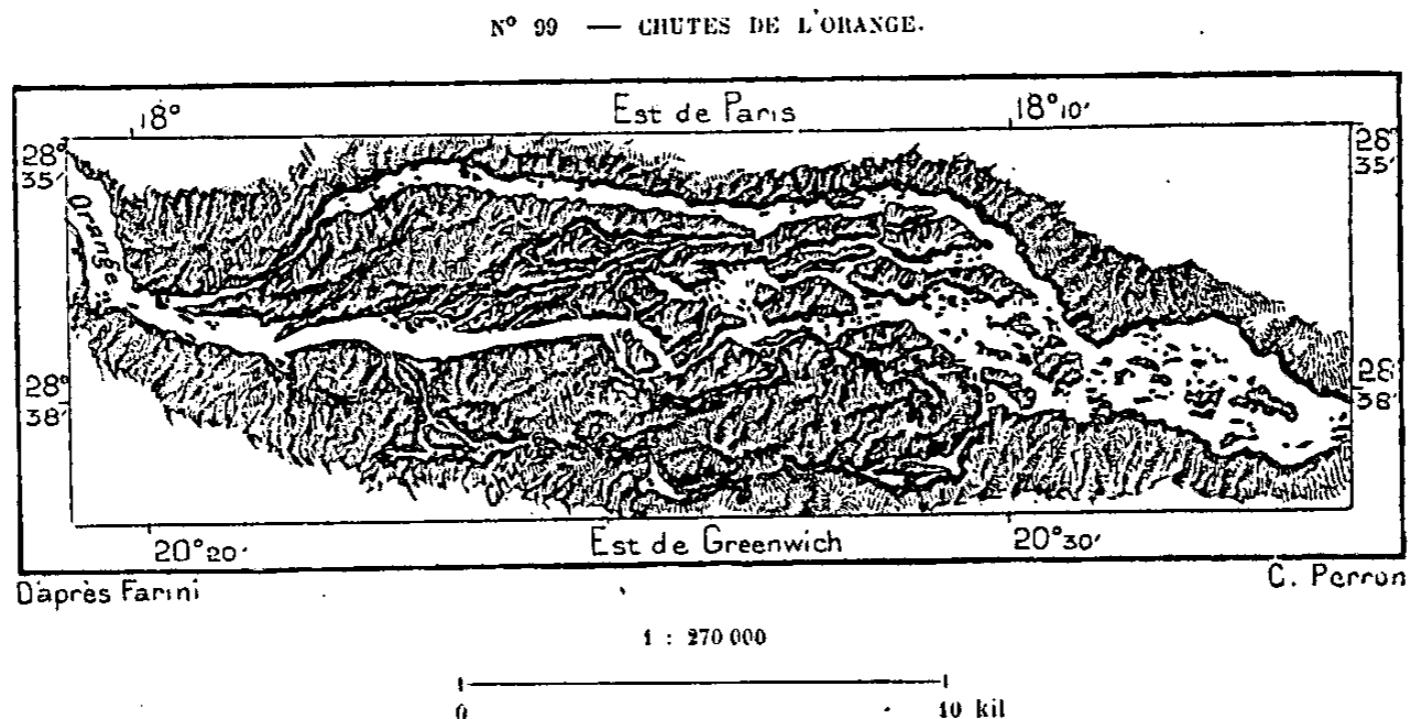 N° 99 — CHUTES DE L'ORANGE.
18° Est de Paris 18°10'
28° 35'
28° 35'
Orange
fall
28° 38'
28° 38'
20°20' Est de Greenwich 20°30'
D'après Farini
C. Perron
1 : 270 000
0 10 kil